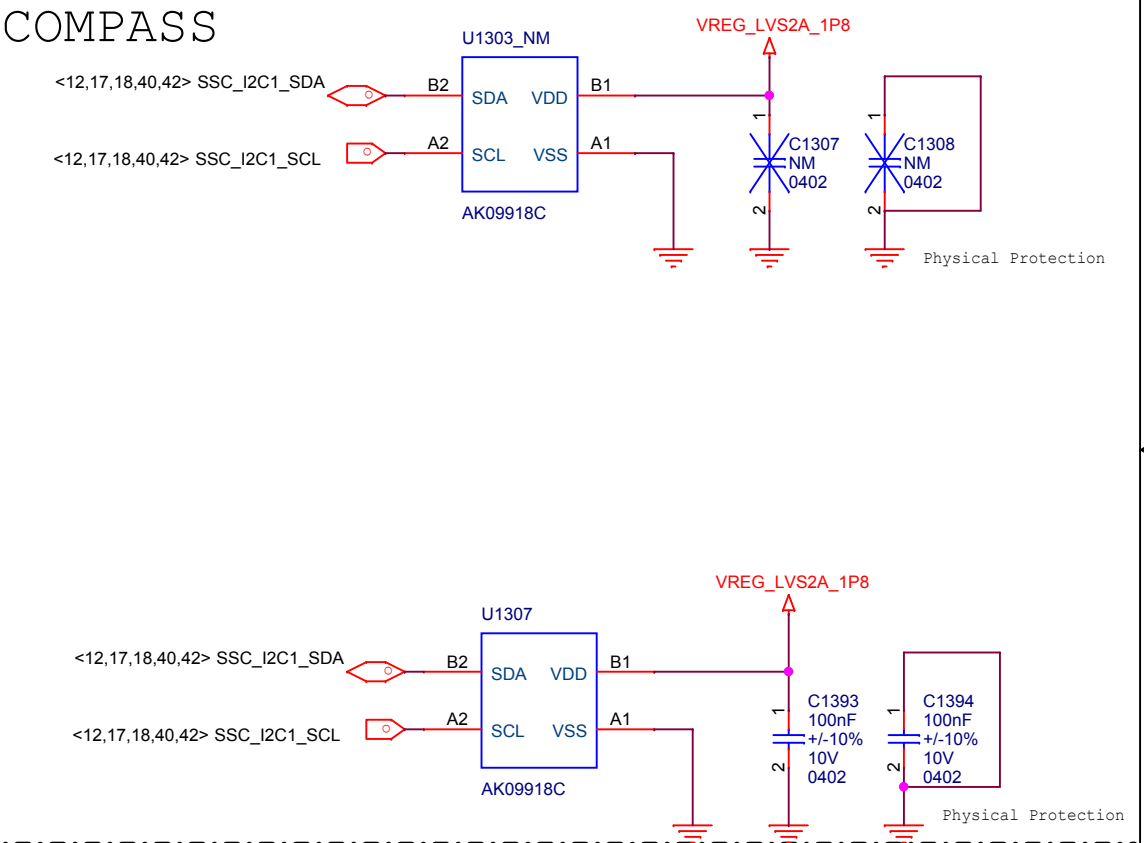 COMPASS
U1303_NM
VREG_LVS2A_1P8
<12,17,18,40,42> SSC_I2C1_SDA
B2
SDA
VDD
B1
<12,17,18,40,42> SSC_I2C1_SCL
A2
SCL
VSS
A1
AK09918C
1
C1307
NM
0402
2
1
C1308
NM
0402
2
Physical Protection
U1307
VREG_LVS2A_1P8
<12,17,18,40,42> SSC_I2C1_SDA
B2
SDA
VDD
B1
<12,17,18,40,42> SSC_I2C1_SCL
A2
SCL
VSS
A1
AK09918C
1
C1393
100nF
+/-10%
10V
0402
2
1
C1394
100nF
+/-10%
10V
0402
2
Physical Protection